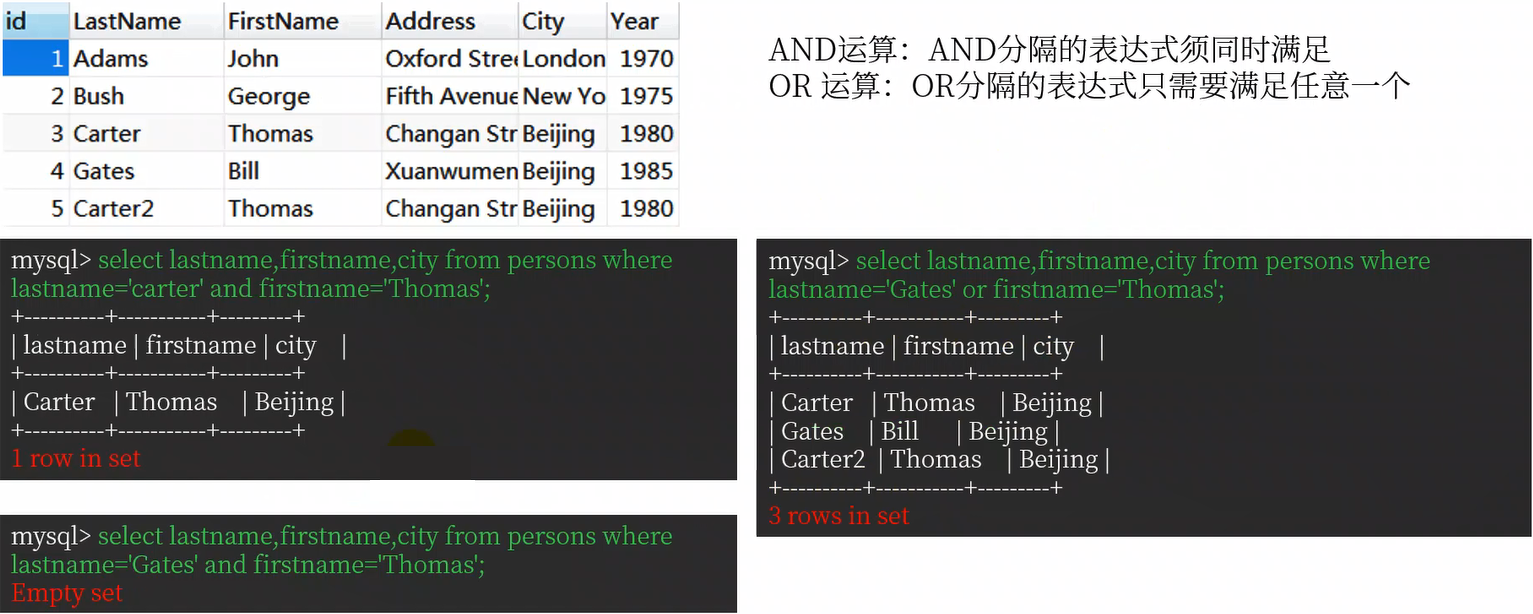 id LastName FirstName Address City Year
1 Adams John Oxford Stree London 1970
2 Bush George Fifth Avenue New Yo 1975
3 Carter Thomas Changan Str Beijing 1980
4 Gates Bill Xuanwumen Beijing 1985
5 Carter2 Thomas Changan Str Beijing 1980
AND运算：AND分隔的表达式须同时满足
OR 运算：OR分隔的表达式只需要满足任意一个
mysql> select lastname,firstname,city from persons where
lastname='carter' and firstname='Thomas';
+----------+-----------+---------+
| lastname | firstname | city |
+----------+-----------+---------+
| Carter | Thomas | Beijing |
+----------+-----------+---------+
1 row in set
mysql> select lastname,firstname,city from persons where
lastname='Gates' and firstname='Thomas';
Empty set
mysql> select lastname,firstname,city from persons where
lastname='Gates' or firstname='Thomas';
+----------+-----------+---------+
| lastname | firstname | city |
+----------+-----------+---------+
| Carter | Thomas | Beijing |
| Gates | Bill | Beijing |
| Carter2 | Thomas | Beijing |
+----------+-----------+---------+
3 rows in set